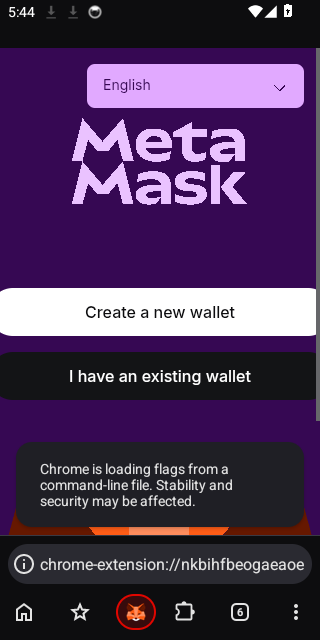 5:44
English
Meta
Mask
Create a new wallet
I have an existing wallet
Chrome is loading flags from a
command-line file. Stability and
security may be affected.
chrome-extension://nkbihfbeogaeaoe
6